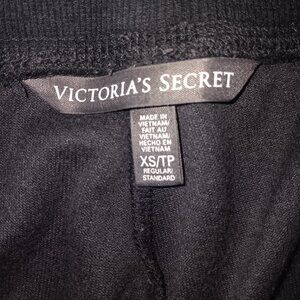 VICTORIA'S SECRET
MADE IN
VIETNAM/
FAIT AU
VIETNAM/
HECHO EN
VIETNAM
XS/TP
REGULAR/
STANDARD